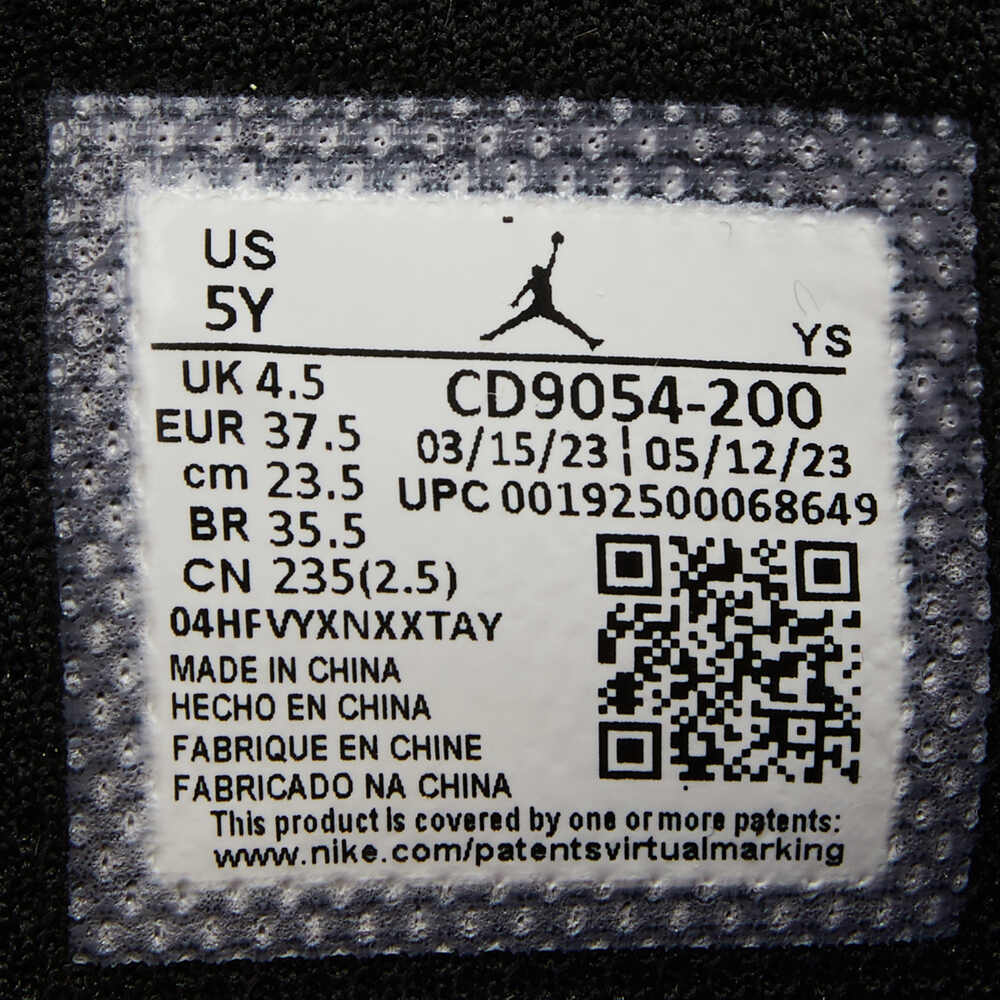 US
5Y
YS
UK 4.5
EUR 37.5
cm 23.5
BR 35.5
CN 235(2.5)
CD9054-200
03/15/23 | 05/12/23
UPC 00192500068649
04HFVYXNXXTAY
MADE IN CHINA
HECHO EN CHINA
FABRIQUE EN CHINE
FABRICADO NA CHINA
This product is covered by one or more patents:
www.nike.com/patentsvirtualmarking